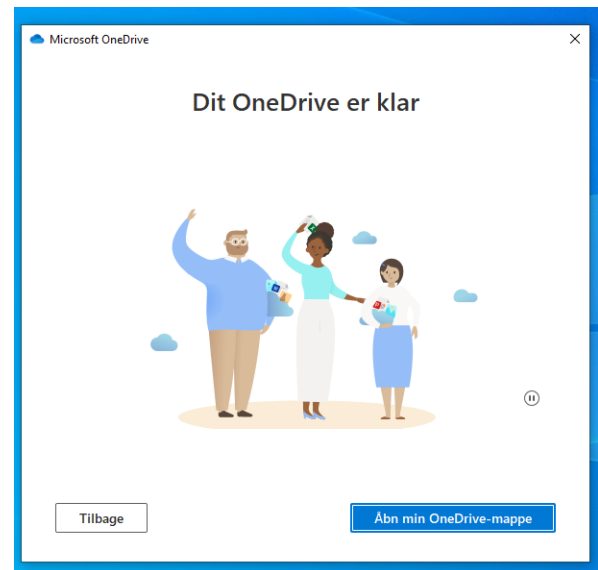 Microsoft OneDrive
Dit OneDrive er klar
Tilbage
Åbn min OneDrive-mappe